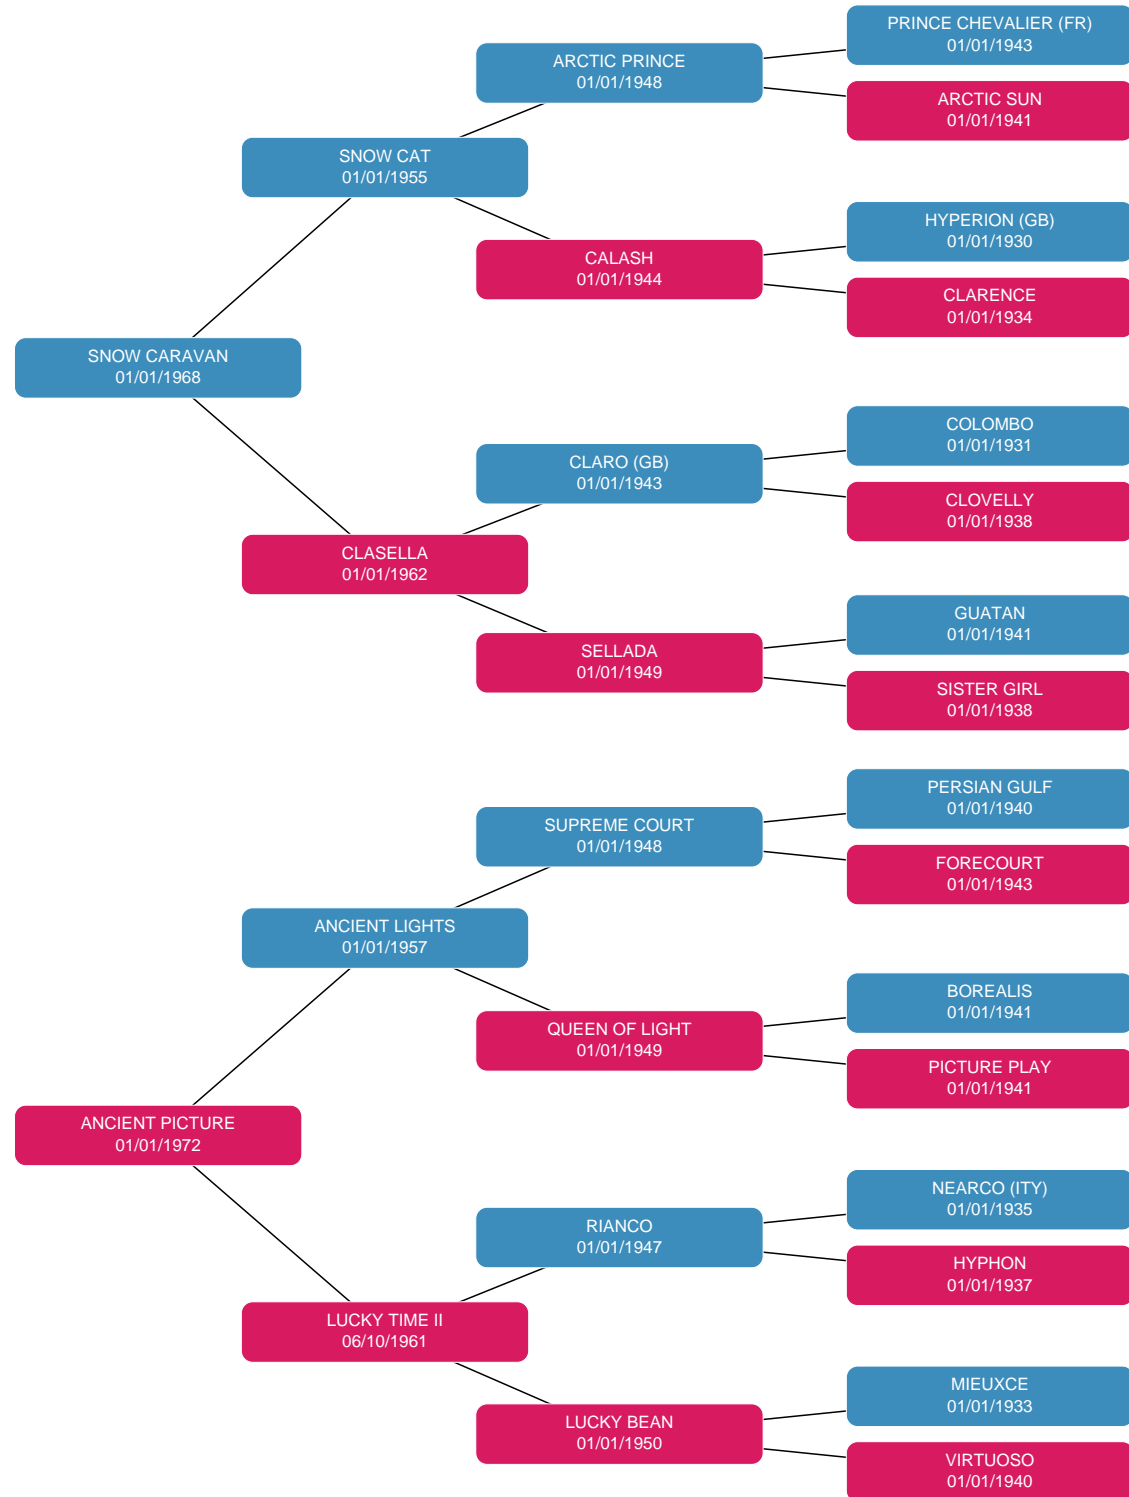 PRINCE CHEVALIER (FR)
01/01/1943
ARCTIC PRINCE
01/01/1948
ARCTIC SUN
01/01/1941
SNOW CAT
01/01/1955
HYPERION (GB)
01/01/1930
CALASH
01/01/1944
CLARENCE
01/01/1934
SNOW CARAVAN
01/01/1968
COLOMBO
01/01/1931
CLARO (GB)
01/01/1943
CLOVELLY
01/01/1938
CLASELLA
01/01/1962
GUATAN
01/01/1941
SELLADA
01/01/1949
SISTER GIRL
01/01/1938
PERSIAN GULF
01/01/1940
SUPREME COURT
01/01/1948
FORECOURT
01/01/1943
ANCIENT LIGHTS
01/01/1957
BOREALIS
01/01/1941
QUEEN OF LIGHT
01/01/1949
PICTURE PLAY
01/01/1941
ANCIENT PICTURE
01/01/1972
NEARCO (ITY)
01/01/1935
RIANCO
01/01/1947
HYPHON
01/01/1937
LUCKY TIME II
06/10/1961
MIEUXCE
01/01/1933
LUCKY BEAN
01/01/1950
VIRTUOSO
01/01/1940